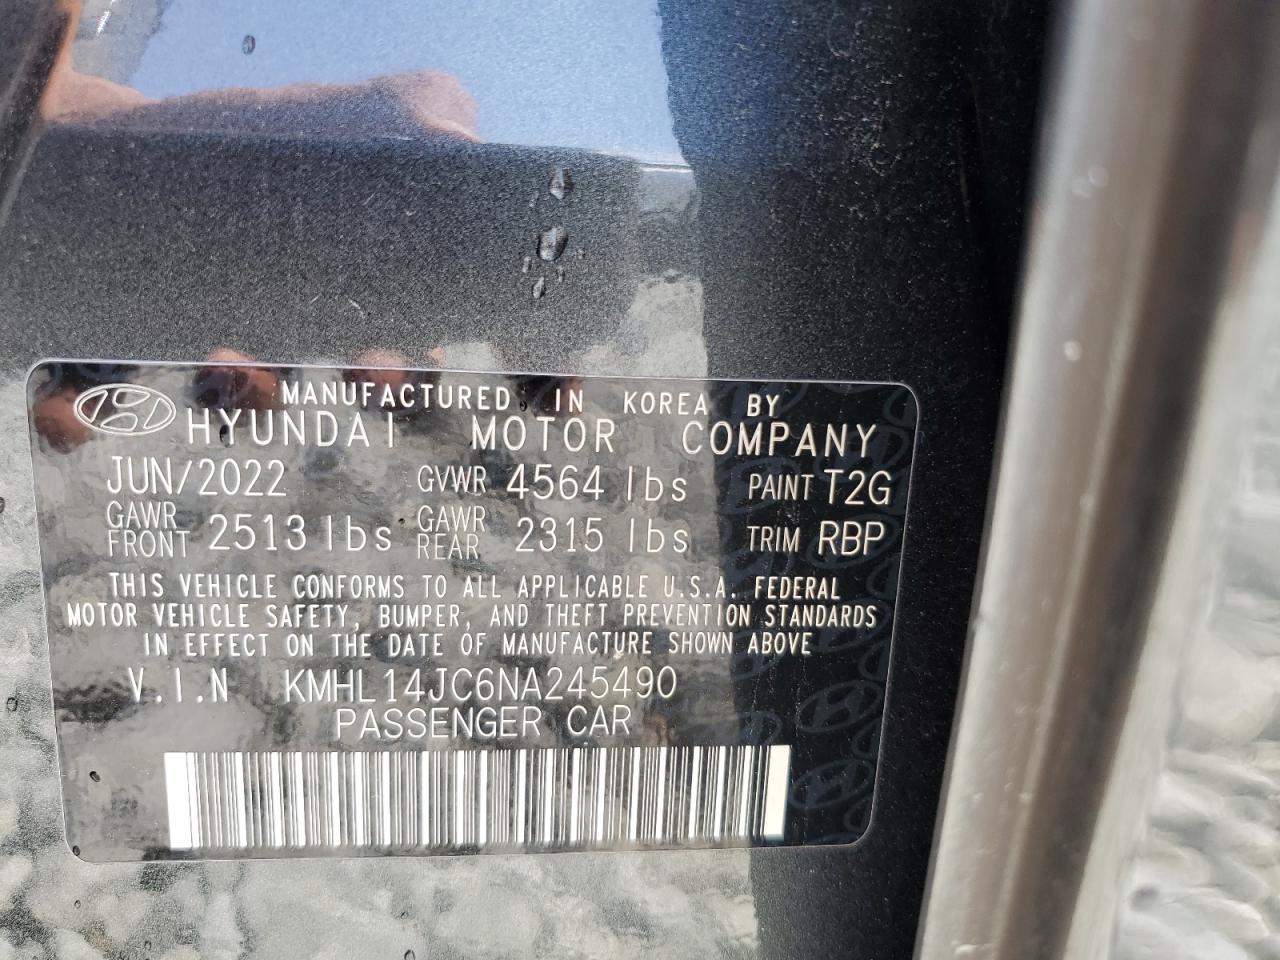 MANUFACTURED IN KOREA BY
HYUNDAI MOTOR COMPANY
JUN/2022 GVWR 4564 lbs PAINT T2G
GAWR FRONT 2513 lbs GAWR REAR 2315 lbs TRIM RBP
THIS VEHICLE CONFORMS TO ALL APPLICABLE U.S.A. FEDERAL
MOTOR VEHICLE SAFETY, BUMPER, AND THEFT PREVENTION STANDARDS
IN EFFECT ON THE DATE OF MANUFACTURE SHOWN ABOVE
V.I.N KMHL14JC6NA245490
PASSENGER CAR